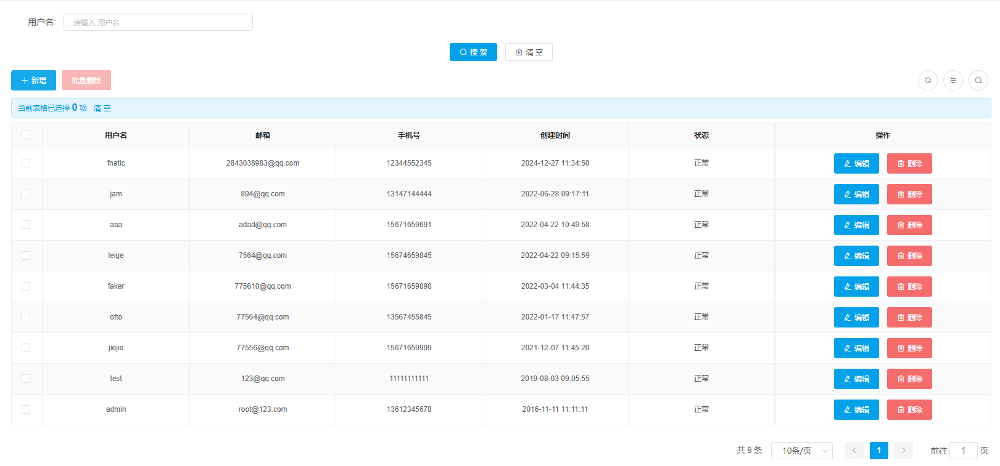 用户名: 请输入 用户名
搜 索 清 空
新增 批量删除
当前表格已选择 0 项 清 空
用户名 邮箱 手机号 创建时间 状态 操作
fnatic 2843038983@qq.com 12344552345 2024-12-27 11:34:50 正常 编辑 删除
jam 894@qq.com 13147144444 2022-06-28 09:17:11 正常 编辑 删除
aaa adad@qq.com 15671659691 2022-04-22 10:49:58 正常 编辑 删除
leige 7564@qq.com 15674659845 2022-04-22 09:15:59 正常 编辑 删除
faker 775610@qq.com 15671659898 2022-03-04 11:44:35 正常 编辑 删除
otto 77564@qq.com 13567455845 2022-01-17 11:47:57 正常 编辑 删除
jiejie 77556@qq.com 15671659999 2021-12-07 11:45:20 正常 编辑 删除
test 123@qq.com 11111111111 2019-08-03 09:05:55 正常 编辑 删除
admin root@123.com 13612345678 2016-11-11 11:11:11 正常 编辑 删除
共 9 条 10条/页 1 前往 1 页